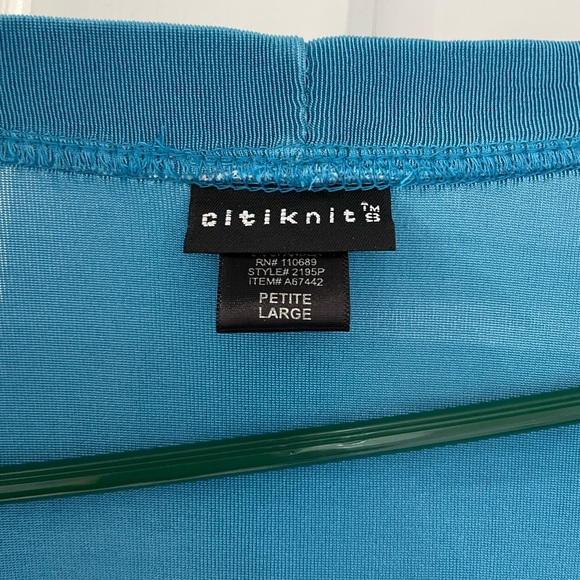 citiknits™
RN# 110689
STYLE# 2195P
ITEM# A67442
PETITE
LARGE